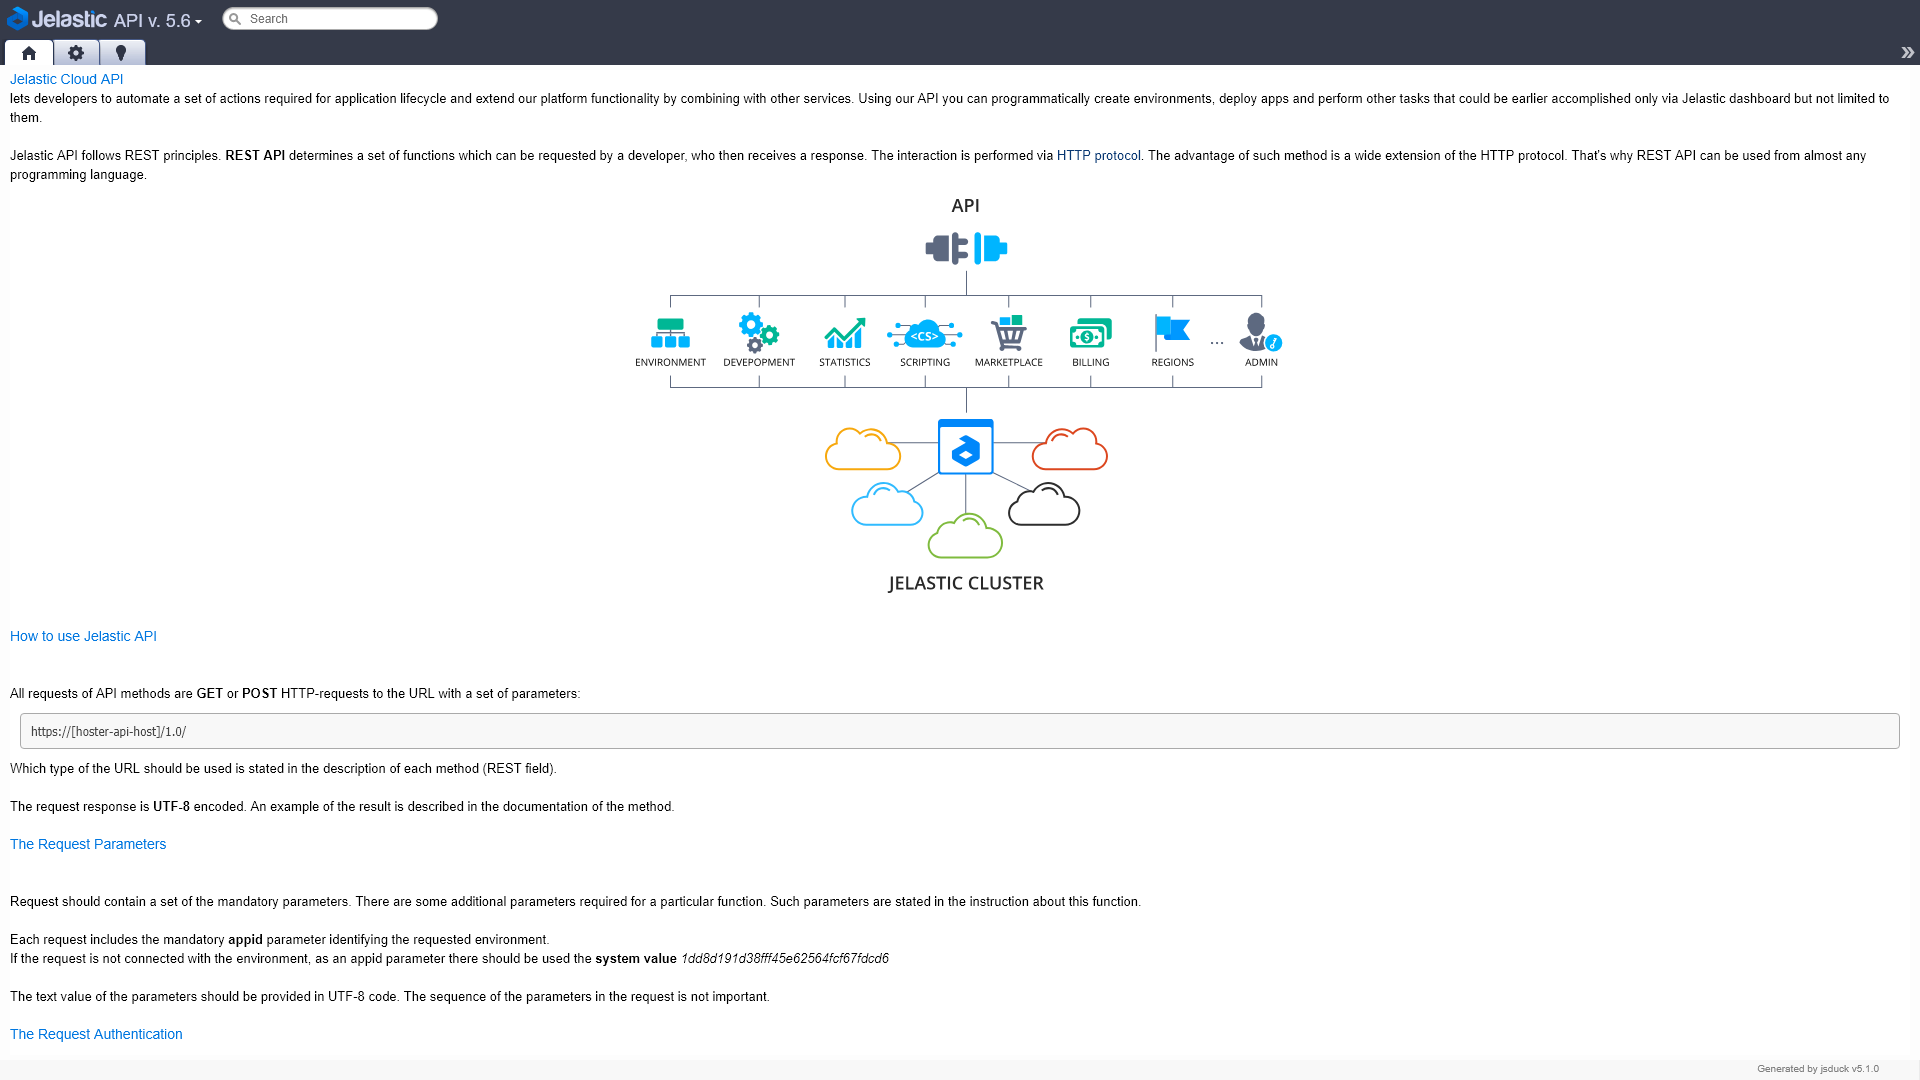 Jelastic API v. 5.6
Search
Jelastic Cloud API
lets developers to automate a set of actions required for application lifecycle and extend our platform functionality by combining with other services. Using our API you can programmatically create environments, deploy apps and perform other tasks that could be earlier accomplished only via Jelastic dashboard but not limited to
them.
Jelastic API follows REST principles. REST API determines a set of functions which can be requested by a developer, who then receives a response. The interaction is performed via HTTP protocol. The advantage of such method is a wide extension of the HTTP protocol. That's why REST API can be used from almost any
programming language.
API
<CS>
...
ENVIRONMENT DEVEPOPMENT STATISTICS SCRIPTING MARKETPLACE BILLING REGIONS ADMIN
JELASTIC CLUSTER
How to use Jelastic API
All requests of API methods are GET or POST HTTP-requests to the URL with a set of parameters:
https://[hoster-api-host]/1.0/
Which type of the URL should be used is stated in the description of each method (REST field).
The request response is UTF-8 encoded. An example of the result is described in the documentation of the method.
The Request Parameters
Request should contain a set of the mandatory parameters. There are some additional parameters required for a particular function. Such parameters are stated in the instruction about this function.
Each request includes the mandatory appid parameter identifying the requested environment.
If the request is not connected with the environment, as an appid parameter there should be used the system value 1dd8d191d38fff45e62564fcf67fdcd6
The text value of the parameters should be provided in UTF-8 code. The sequence of the parameters in the request is not important.
The Request Authentication
Generated by jsduck v5.1.0